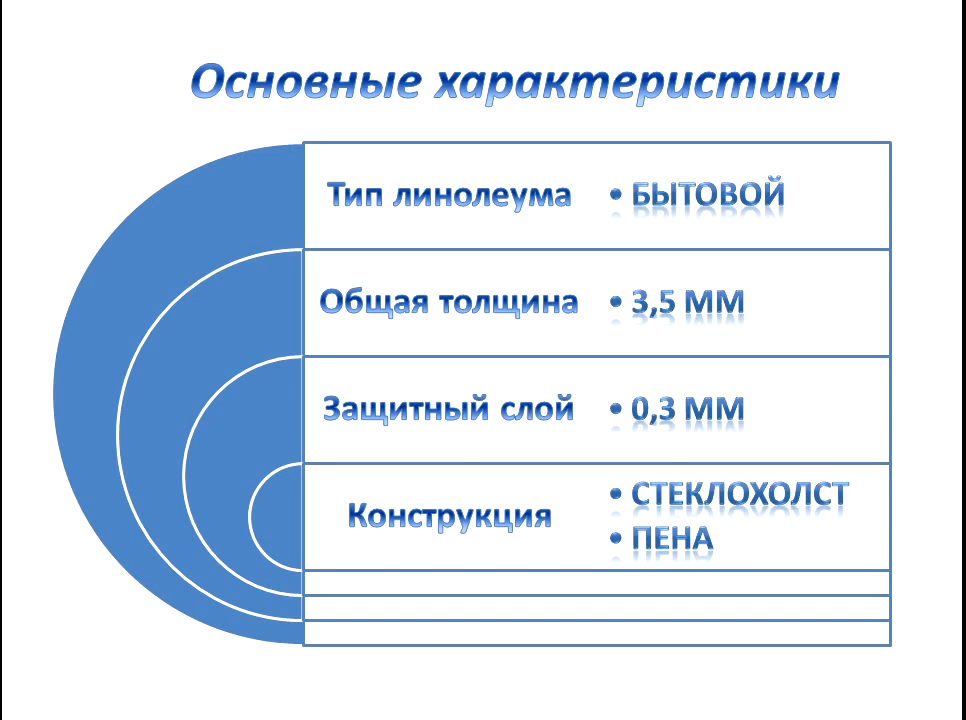 Основные характеристики
Тип линолеума • БЫТОВОЙ
Общая толщина • 3,5 ММ
Защитный слой • 0,3 ММ
Конструкция • СТЕКЛОХОЛСТ
• ПЕНА